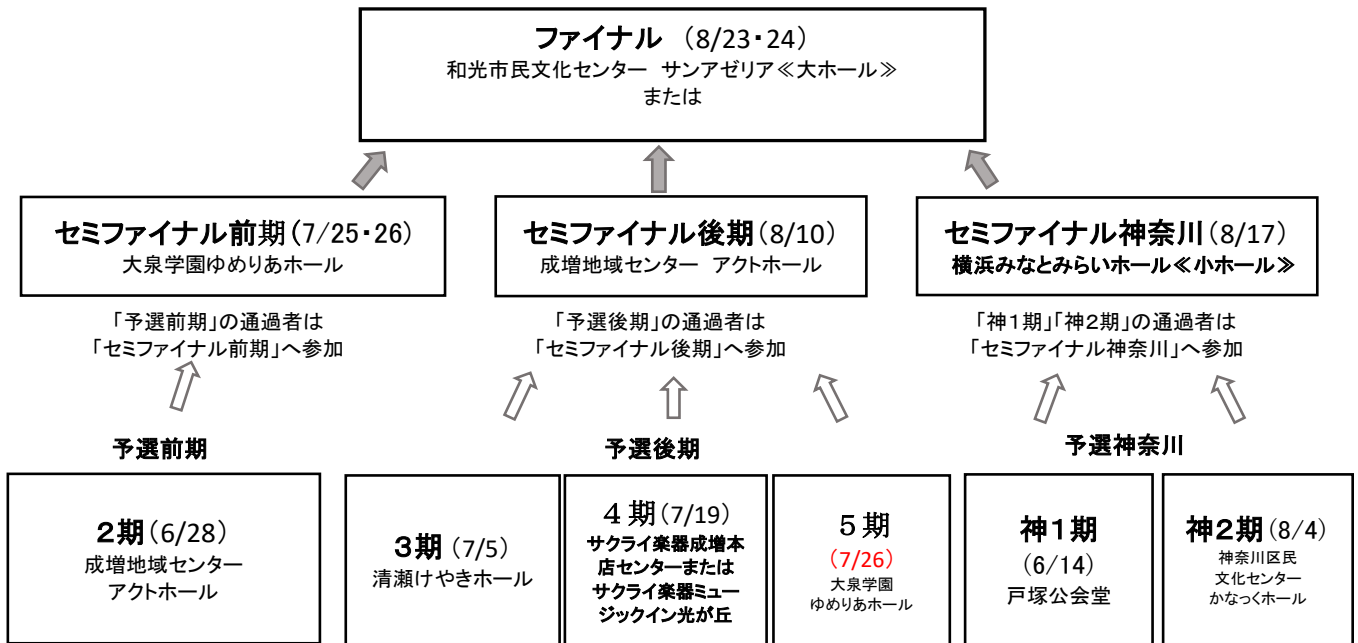 ファイナル （8/23・24）
和光市民文化センター サンアゼリア≪大ホール≫
または
セミファイナル前期(7/25・26)
大泉学園ゆめりあホール
セミファイナル後期(8/10)
成増地域センター アクトホール
セミファイナル神奈川(8/17)
横浜みなとみらいホール≪小ホール≫
「予選前期」の通過者は
「セミファイナル前期」へ参加
「予選後期」の通過者は
「セミファイナル後期」へ参加
「神1期」「神2期」の通過者は
「セミファイナル神奈川」へ参加
予選前期
予選後期
予選神奈川
２期（6/28）
成増地域センター
アクトホール
３期（7/5）
清瀬けやきホール
４期（7/19）
サクライ楽器成増本
店センターまたは
サクライ楽器ミュー
ジックイン光が丘
５期
（7/26）
大泉学園
ゆめりあホール
神１期
（6/14）
戸塚公会堂
神２期（8/4）
神奈川区民
文化センター
かなっくホール